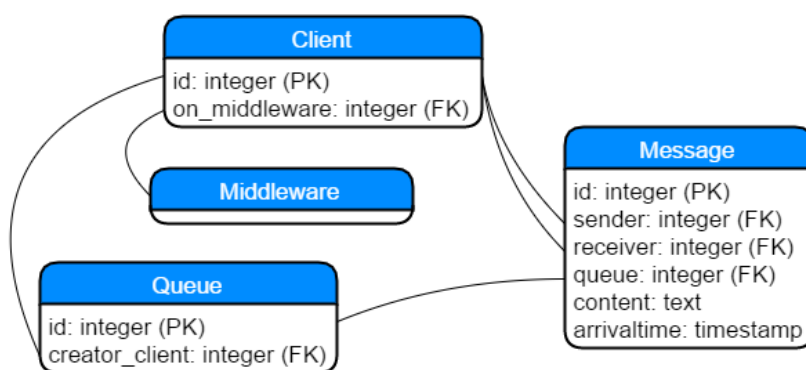 Client
id: integer (PK)
on_middleware: integer (FK)
Middleware
Message
id: integer (PK)
sender: integer (FK)
receiver: integer (FK)
queue: integer (FK)
content: text
arrivaltime: timestamp
Queue
id: integer (PK)
creator_client: integer (FK)